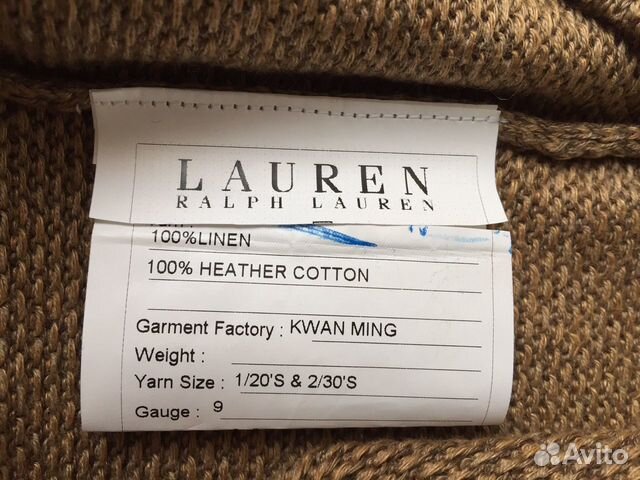 LAUREN
RALPH LAUREN
100%LINEN
100% HEATHER COTTON
Garment Factory : KWAN MING
Weight :
Yarn Size : 1/20'S & 2/30'S
Gauge : 9
Avito